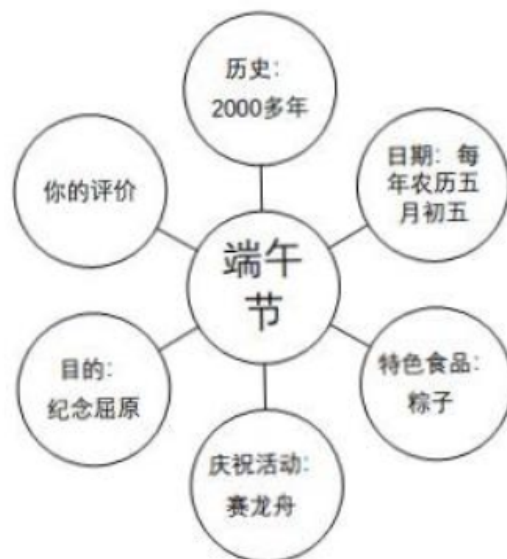 历史：
2000多年
日期：每
年农历五
月初五
你的评价
端午
节
特色食品：
粽子
目的：
纪念屈原
庆祝活动：
赛龙舟